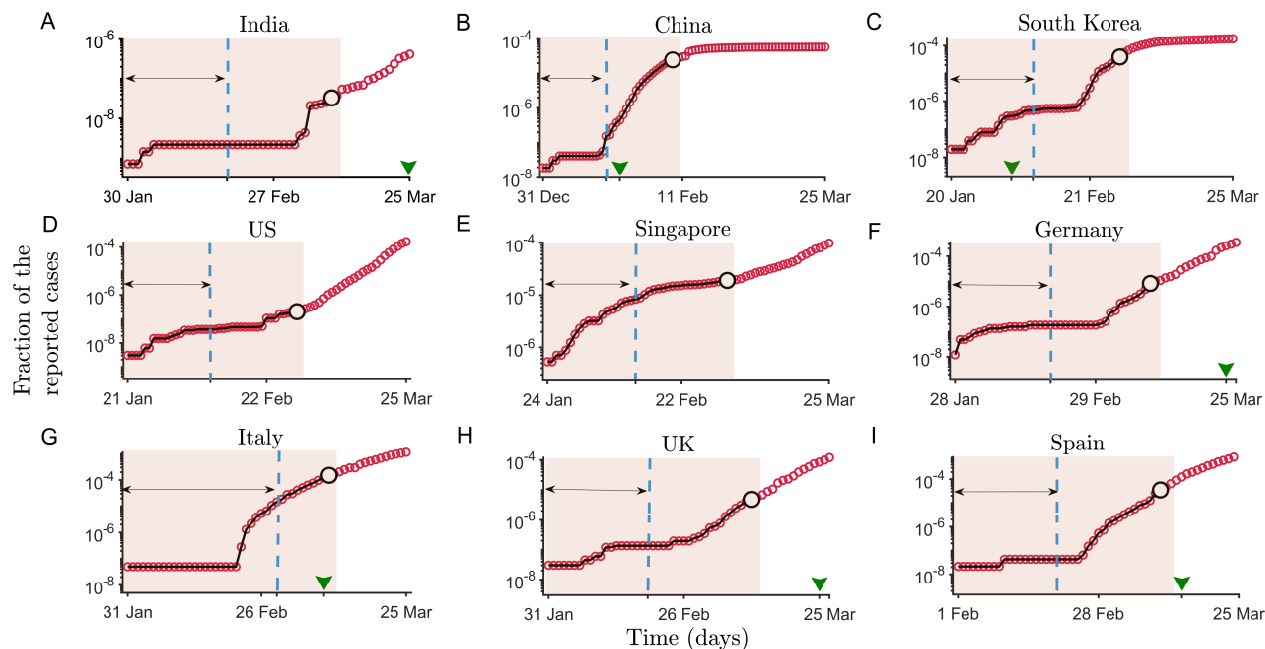 A
India
10-6
10-8
30 Jan
27 Feb
25 Mar
B
China
10-4
10-6
10-8
31 Dec
11 Feb
25 Mar
C
South Korea
10-4
10-6
10-8
20 Jan
21 Feb
25 Mar
D
US
10-4
10-6
10-8
21 Jan
22 Feb
25 Mar
E
Singapore
10-4
10-5
10-6
24 Jan
22 Feb
25 Mar
F
Germany
10-4
10-6
10-8
28 Jan
29 Feb
25 Mar
Fraction of the
reported cases
G
Italy
10-4
10-6
10-8
31 Jan
26 Feb
25 Mar
H
UK
10-4
10-6
10-8
31 Jan
26 Feb
25 Mar
I
Spain
10-4
10-6
10-8
1 Feb
28 Feb
25 Mar
Time (days)